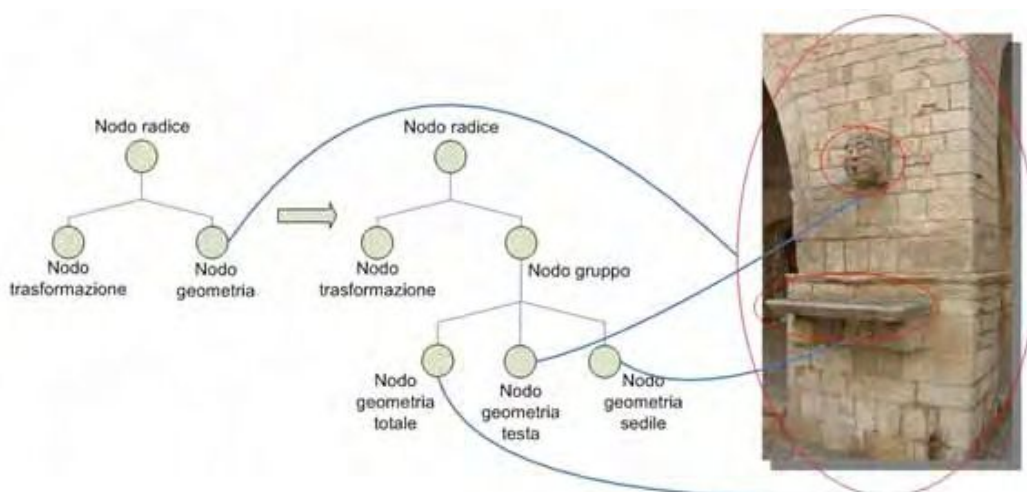 Nodo radice
Nodo
trasformazione
Nodo
geometria
Nodo radice
Nodo
trasformazione
Nodo gruppo
Nodo
geometria
totale
Nodo
geometria
testa
Nodo
geometria
sedile